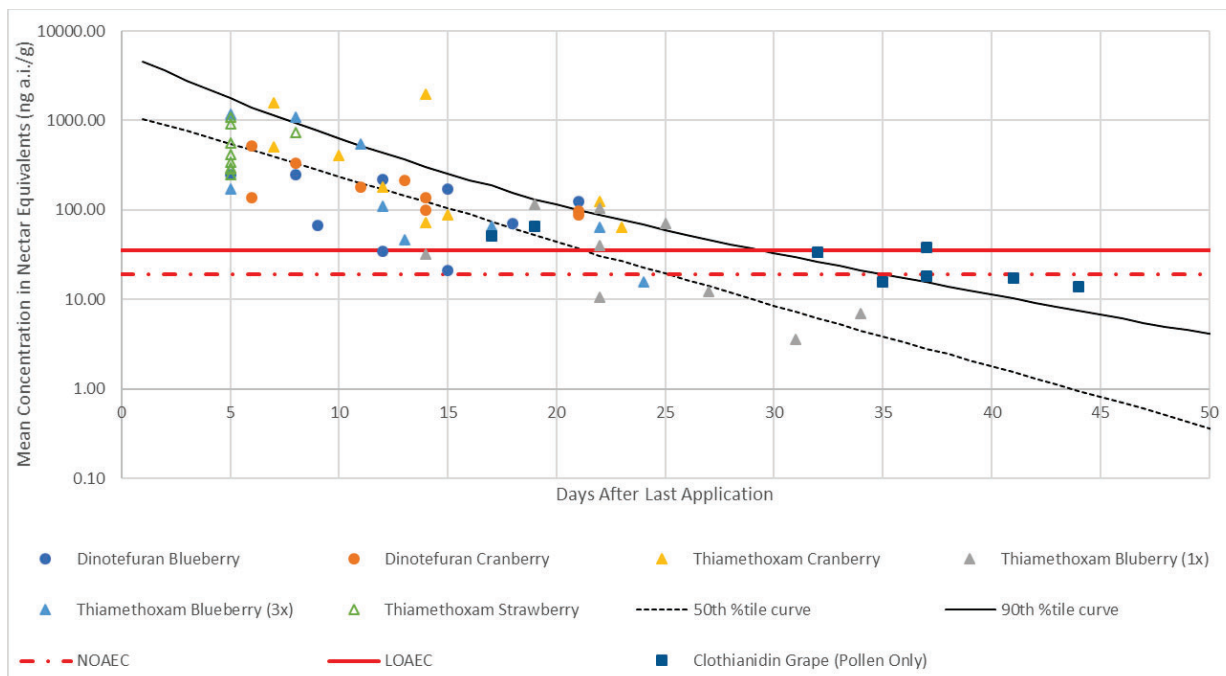 Mean Concentration in Nectar Equivalents (ng a.i./g)
10000.00
1000.00
100.00
10.00
1.00
0.10
0 5 10 15 20 25 30 35 40 45 50
Days After Last Application
Dinotefuran Blueberry Dinotefuran Cranberry Thiamethoxam Cranberry Thiamethoxam Bluberry (1x)
Thiamethoxam Blueberry (3x) Thiamethoxam Strawberry 50th %tile curve 90th %tile curve
NOAEC LOAEC Clothianidin Grape (Pollen Only)